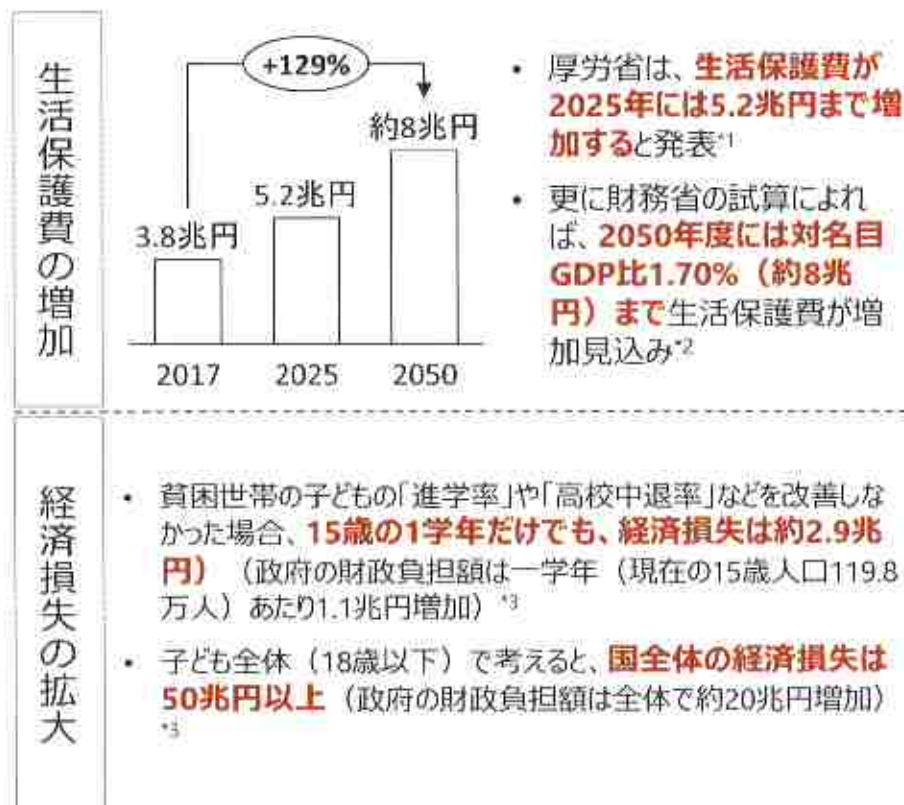 生活保護費の増加
+129%
3.8兆円
5.2兆円
約8兆円
2017
2025
2050
• 厚労省は、生活保護費が
2025年には5.2兆円まで増
加すると発表*1
• 更に財務省の試算によれ
ば、2050年度には対名目
GDP比1.70%（約8兆
円）まで生活保護費が増
加見込み*2
経済損失の拡大
• 貧困世帯の子どもの「進学率」や「高校中退率」などを改善しな
かった場合、15歳の1学年だけでも、経済損失は約2.9兆
円）（政府の財政負担額は一学年（現在の15歳人口119.8
万人）あたり1.1兆円増加）*3
• 子ども全体（18歳以下）で考えると、国全体の経済損失は
50兆円以上（政府の財政負担額は全体で約20兆円増加）
*3